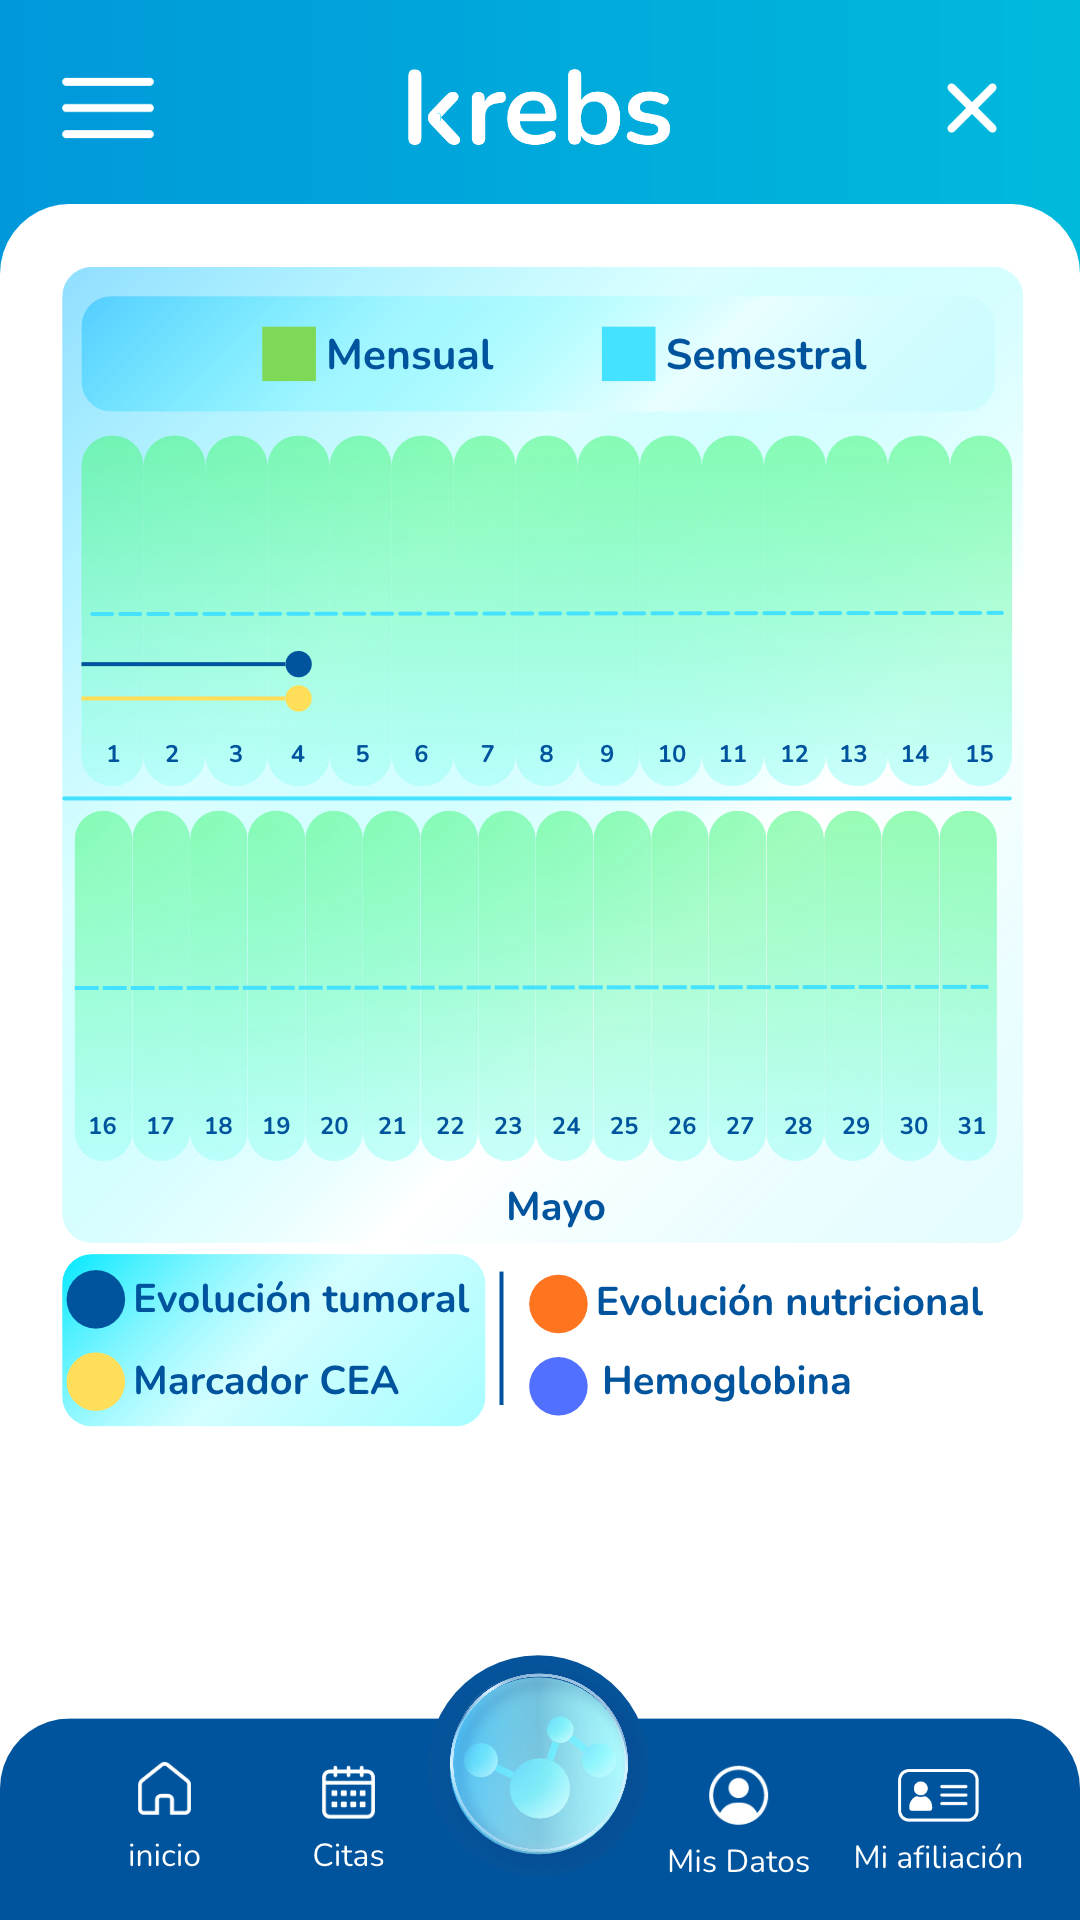 krebs
Mensual Semestral
1 2 3 4 5 6 7 8 9 10 11 12 13 14 15
16 17 18 19 20 21 22 23 24 25 26 27 28 29 30 31
Mayo
Evolución tumoral
Marcador CEA
Evolución nutricional
Hemoglobina
inicio Citas Mis Datos Mi afiliación